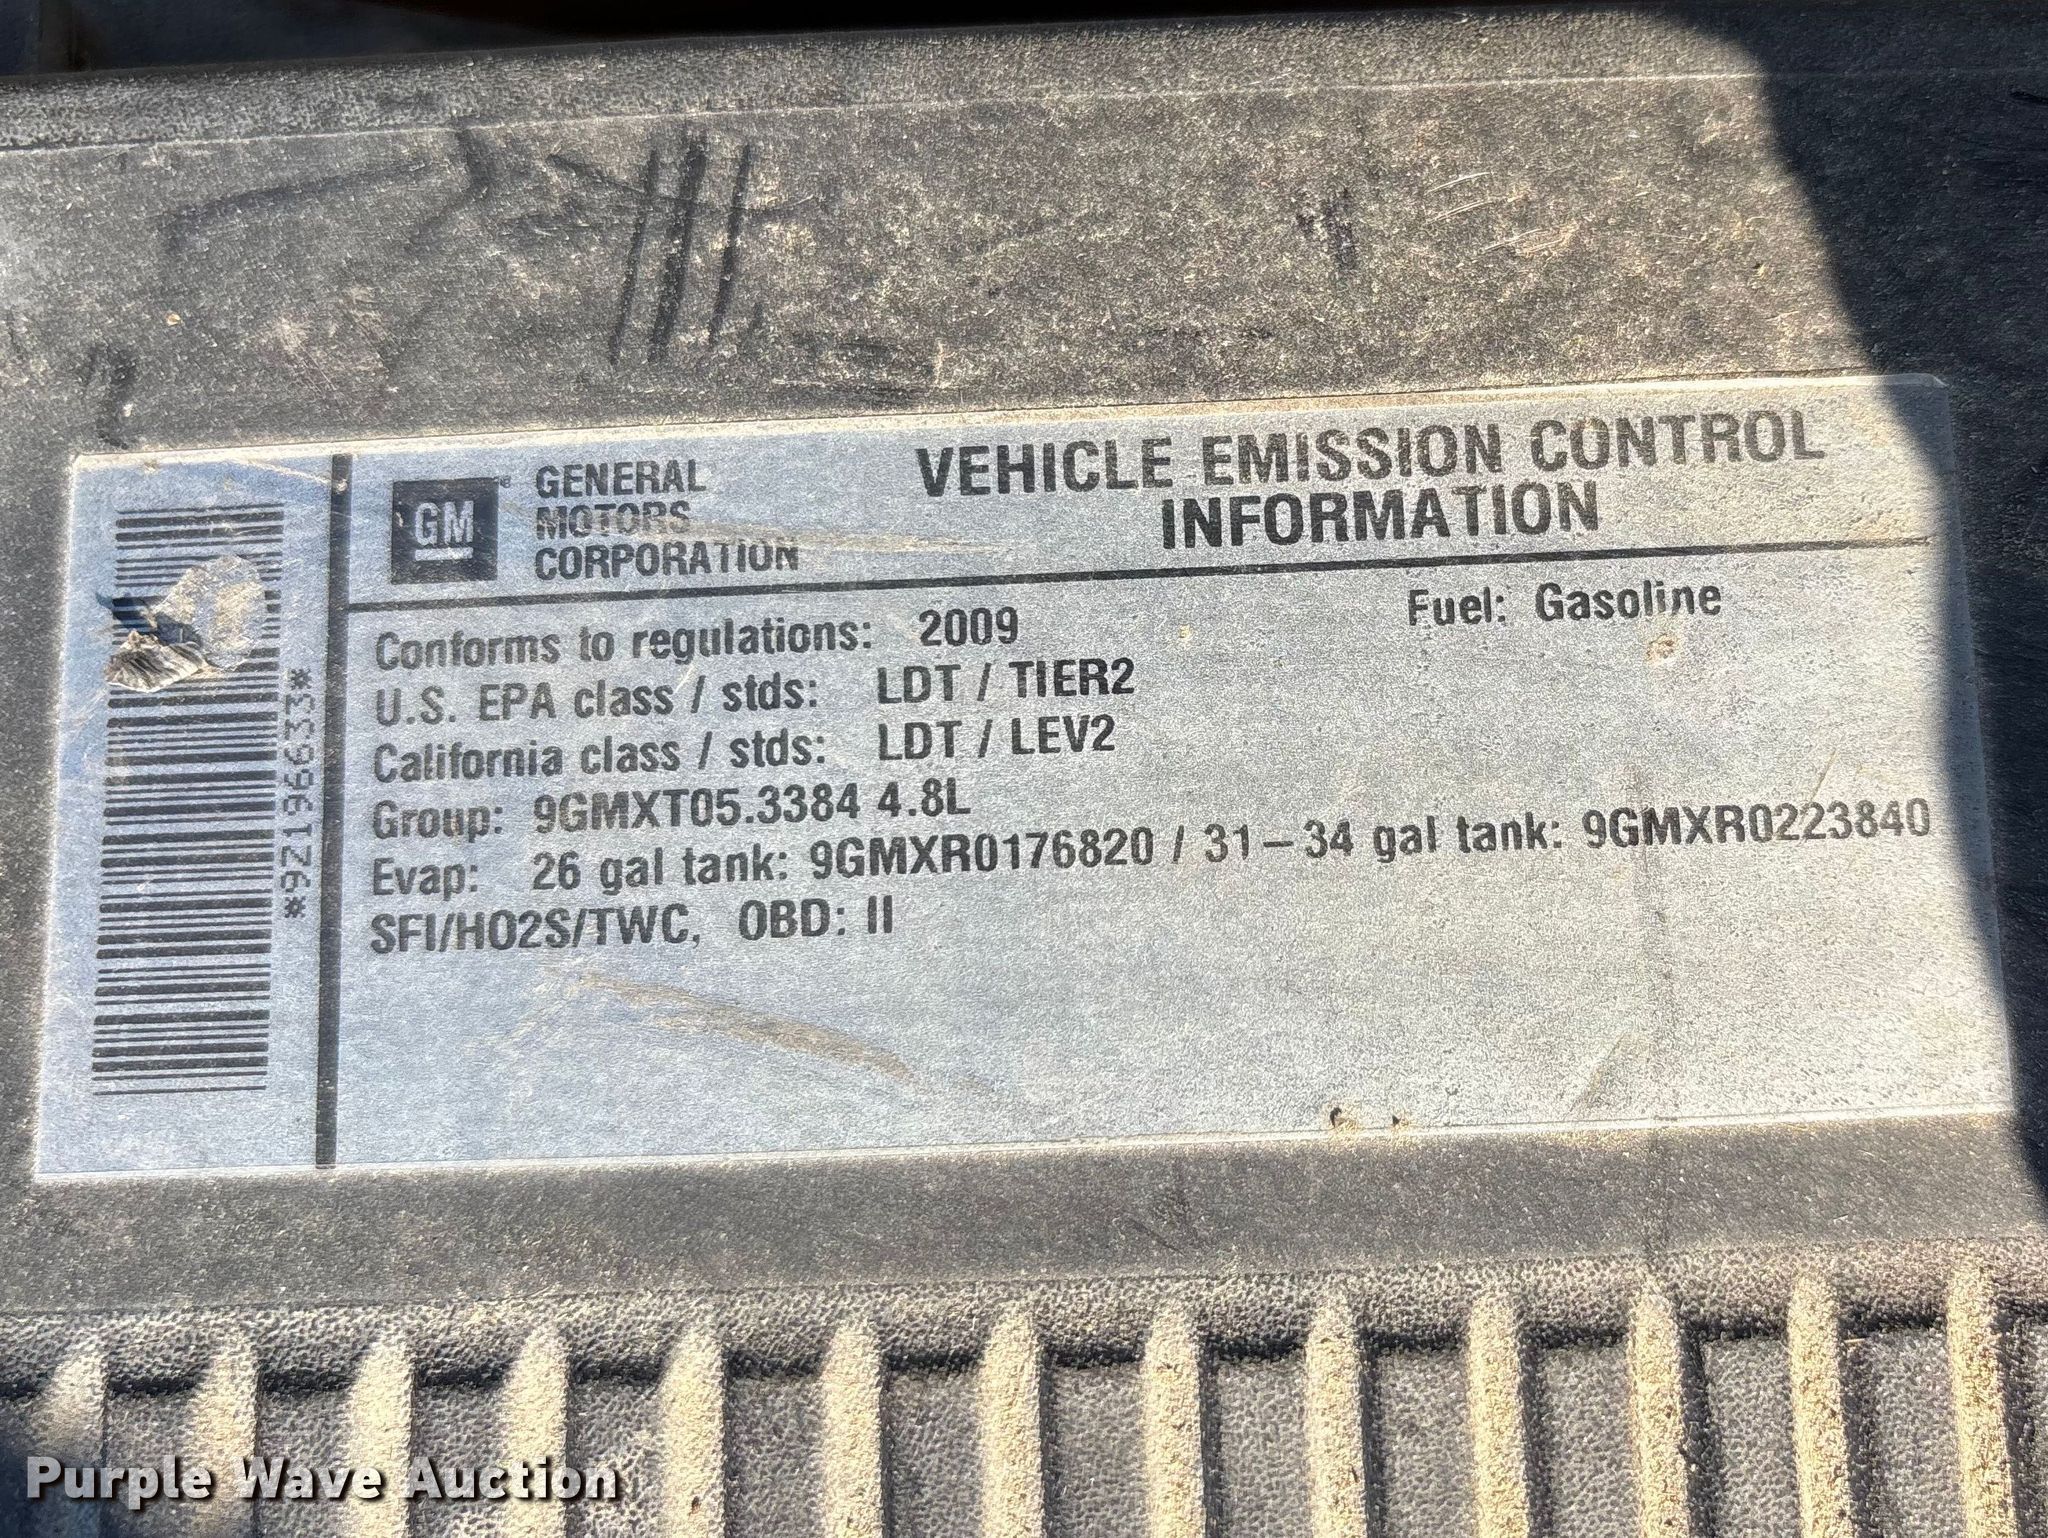 GM
GENERAL
MOTORS
CORPORATION
VEHICLE EMISSION CONTROL
INFORMATION
Conforms to regulations: 2009
Fuel: Gasoline
U.S. EPA class / stds: LDT / TIER2
California class / stds: LDT / LEV2
Group: 9GMXT05.3384 4.8L
Evap: 26 gal tank: 9GMXR0176820 / 31-34 gal tank: 9GMXR0223840
SFI/HO2S/TWC, OBD: II
*9Z196633*
Purple Wave Auction